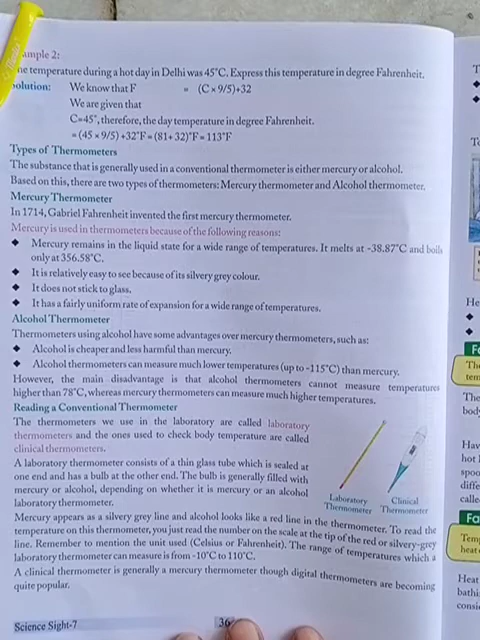 ample 2:
he temperature during a hot day in Delhi was 45°C. Express this temperature in degree Fahrenheit.
olution: We know that F = (C × 9/5)+32
We are given that
C=45°, therefore, the day temperature in degree Fahrenheit.
= (45 × 9/5) +32°F = (81+ 32)°F = 113°F
Types of Thermometers
The substance that is generally used in a conventional thermometer is either mercury or alcohol.
Based on this, there are two types of thermometers: Mercury thermometer and Alcohol thermometer.
Mercury Thermometer
In 1714, Gabriel Fahrenheit invented the first mercury thermometer.
Mercury is used in thermometers because of the following reasons:
◆ Mercury remains in the liquid state for a wide range of temperatures. It melts at -38.87°C and boils
only at 356.58°C.
◆ It is relatively easy to see because of its silvery grey colour.
◆ It does not stick to glass.
◆ It has a fairly uniform rate of expansion for a wide range of temperatures.
Alcohol Thermometer
Thermometers using alcohol have some advantages over mercury thermometers, such as:
◆ Alcohol is cheaper and less harmful than mercury.
◆ Alcohol thermometers can measure much lower temperatures (up to -115°C) than mercury.
However, the main disadvantage is that alcohol thermometers cannot measure temperatures
higher than 78°C, whereas mercury thermometers can measure much higher temperatures.
Reading a Conventional Thermometer
The thermometers we use in the laboratory are called laboratory
thermometers and the ones used to check body temperature are called
clinical thermometers.
A laboratory thermometer consists of a thin glass tube which is sealed at
one end and has a bulb at the other end. The bulb is generally filled with
mercury or alcohol, depending on whether it is mercury or an alcohol
laboratory thermometer.
Laboratory Thermometer
Clinical Thermometer
Mercury appears as a silvery grey line and alcohol looks like a red line in the thermometer. To read the
temperature on this thermometer, you just read the number on the scale at the tip of the red or silvery-grey
line. Remember to mention the unit used (Celsius or Fahrenheit). The range of temperatures which a
laboratory thermometer can measure is from -10°C to 110°C.
A clinical thermometer is generally a mercury thermometer though digital thermometers are becoming
quite popular.
Science Sight-7
36
T
He
Th
tem
The
body
Hav
hot
spoo
diffe
calle
Fa
Tem
heat
Heat
bathi
consi